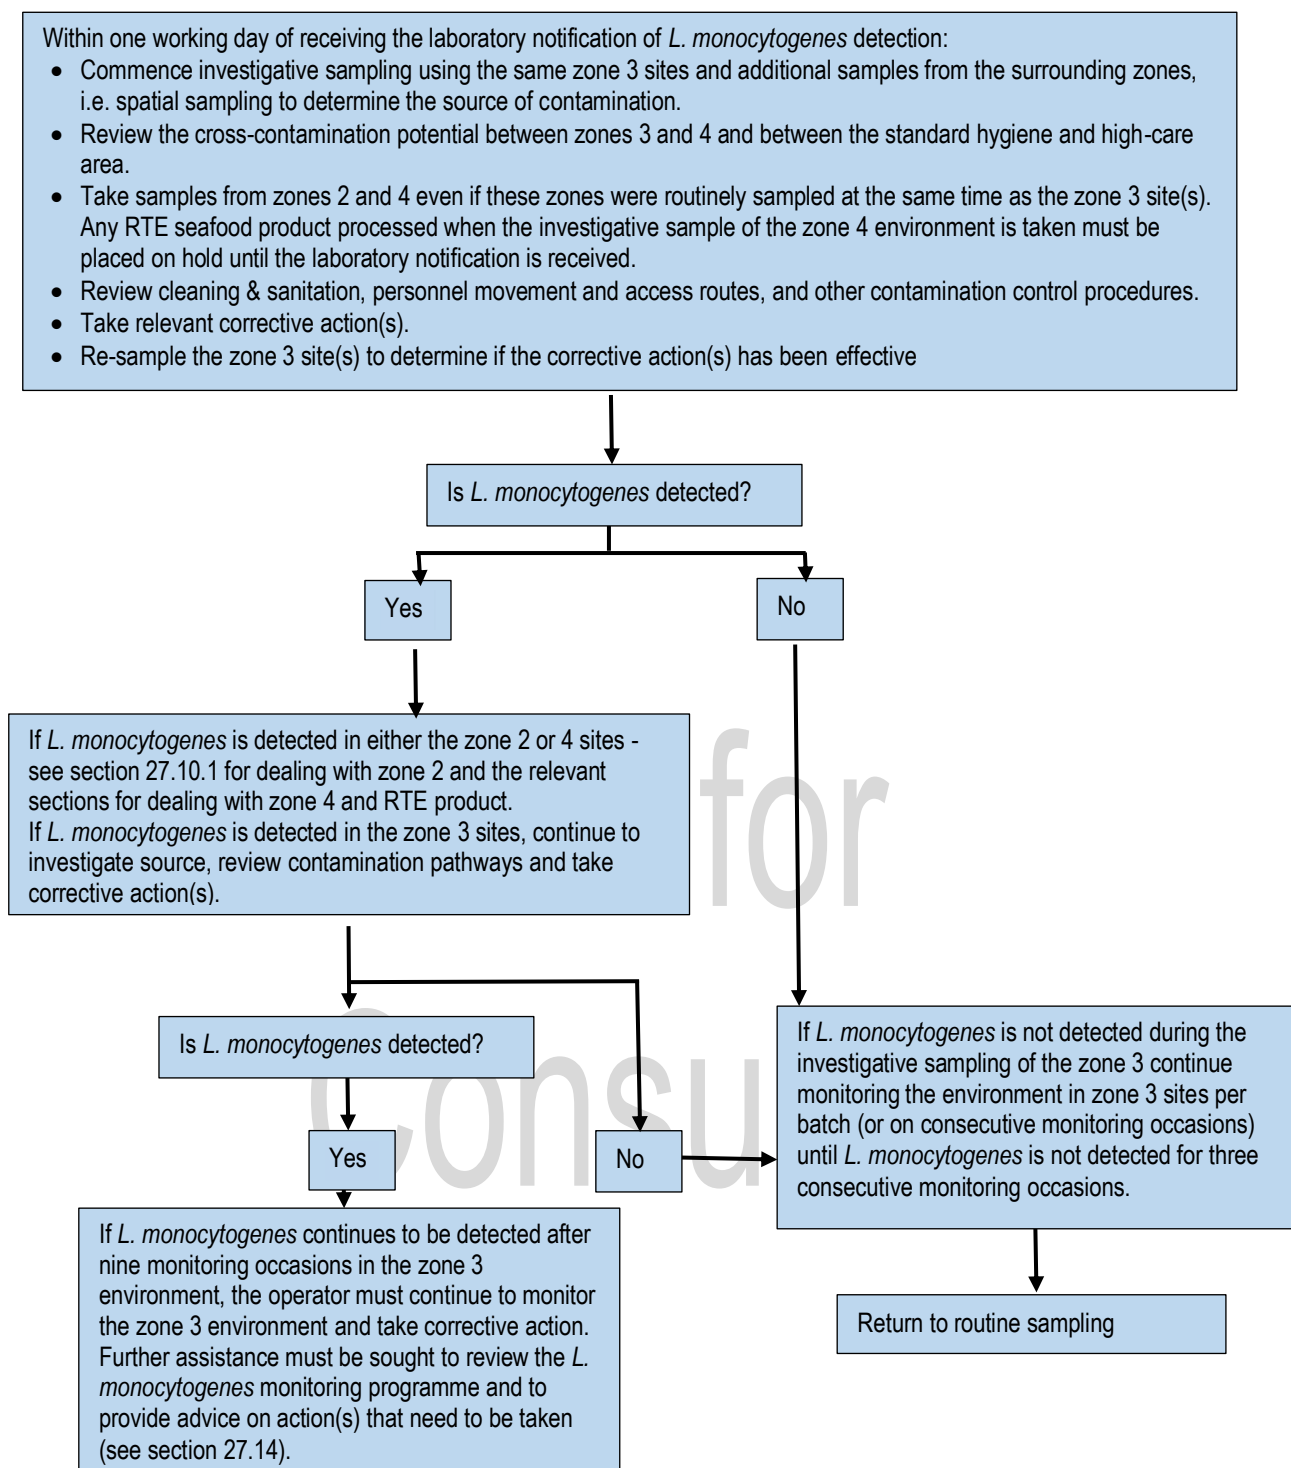 Within one working day of receiving the laboratory notification of L. monocytogenes detection:
• Commence investigative sampling using the same zone 3 sites and additional samples from the surrounding zones,
i.e. spatial sampling to determine the source of contamination.
• Review the cross-contamination potential between zones 3 and 4 and between the standard hygiene and high-care
area.
• Take samples from zones 2 and 4 even if these zones were routinely sampled at the same time as the zone 3 site(s).
Any RTE seafood product processed when the investigative sample of the zone 4 environment is taken must be
placed on hold until the laboratory notification is received.
• Review cleaning & sanitation, personnel movement and access routes, and other contamination control procedures.
• Take relevant corrective action(s).
• Re-sample the zone 3 site(s) to determine if the corrective action(s) has been effective
Is L. monocytogenes detected?
Yes
No
If L. monocytogenes is detected in either the zone 2 or 4 sites -
see section 27.10.1 for dealing with zone 2 and the relevant
sections for dealing with zone 4 and RTE product.
If L. monocytogenes is detected in the zone 3 sites, continue to
investigate source, review contamination pathways and take
corrective action(s).
for
Is L. monocytogenes detected?
Yes
No
If L. monocytogenes is not detected during the
investigative sampling of the zone 3 continue
monitoring the environment in zone 3 sites per
batch (or on consecutive monitoring occasions)
until L. monocytogenes is not detected for three
consecutive monitoring occasions.
If L. monocytogenes continues to be detected after
nine monitoring occasions in the zone 3
environment, the operator must continue to monitor
the zone 3 environment and take corrective action.
Further assistance must be sought to review the L.
monocytogenes monitoring programme and to
provide advice on action(s) that need to be taken
(see section 27.14).
Return to routine sampling